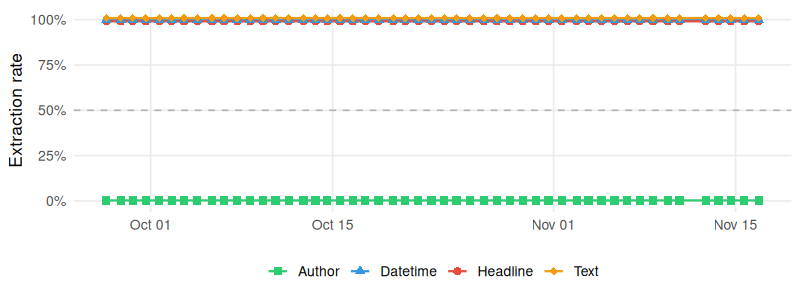 Extraction rate
100%
75%
50%
25%
0%
Oct 01 Oct 15 Nov 01 Nov 15
Author Datetime Headline Text